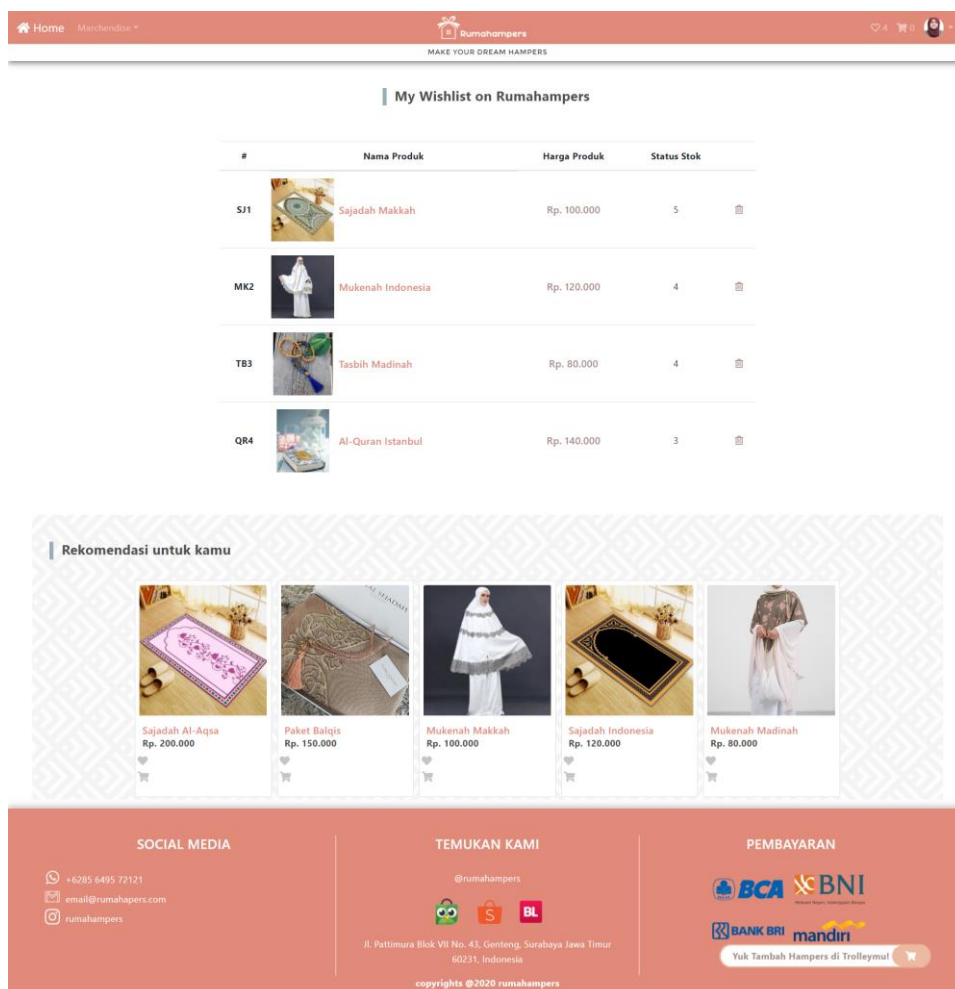 Home Marchendise
Rumahampers
4 0
MAKE YOUR DREAM HAMPERS
My Wishlist on Rumahampers
# Nama Produk Harga Produk Status Stok
SJ1 Sajadah Makkah Rp. 100.000 5
MK2 Mukenah Indonesia Rp. 120.000 4
TB3 Tasbih Madinah Rp. 80.000 4
QR4 Al-Quran Istanbul Rp. 140.000 3
Rekomendasi untuk kamu
Sajadah Al-Aqsa
Rp. 200.000
Paket Balqis
Rp. 150.000
Mukenah Makkah
Rp. 100.000
Sajadah Indonesia
Rp. 120.000
Mukenah Madinah
Rp. 80.000
SOCIAL MEDIA
+6285 6495 72121
email@rumahapers.com
rumahampers
TEMUKAN KAMI
@rumahampers
S
BL
Jl. Pattimura Blok VII No. 43, Genteng, Surabaya Jawa Timur
60231, Indonesia
copyrights @2020 rumahampers
PEMBAYARAN
BCA BNI
BANK BRI mandiri
Yuk Tambah Hampers di Trolleymu!